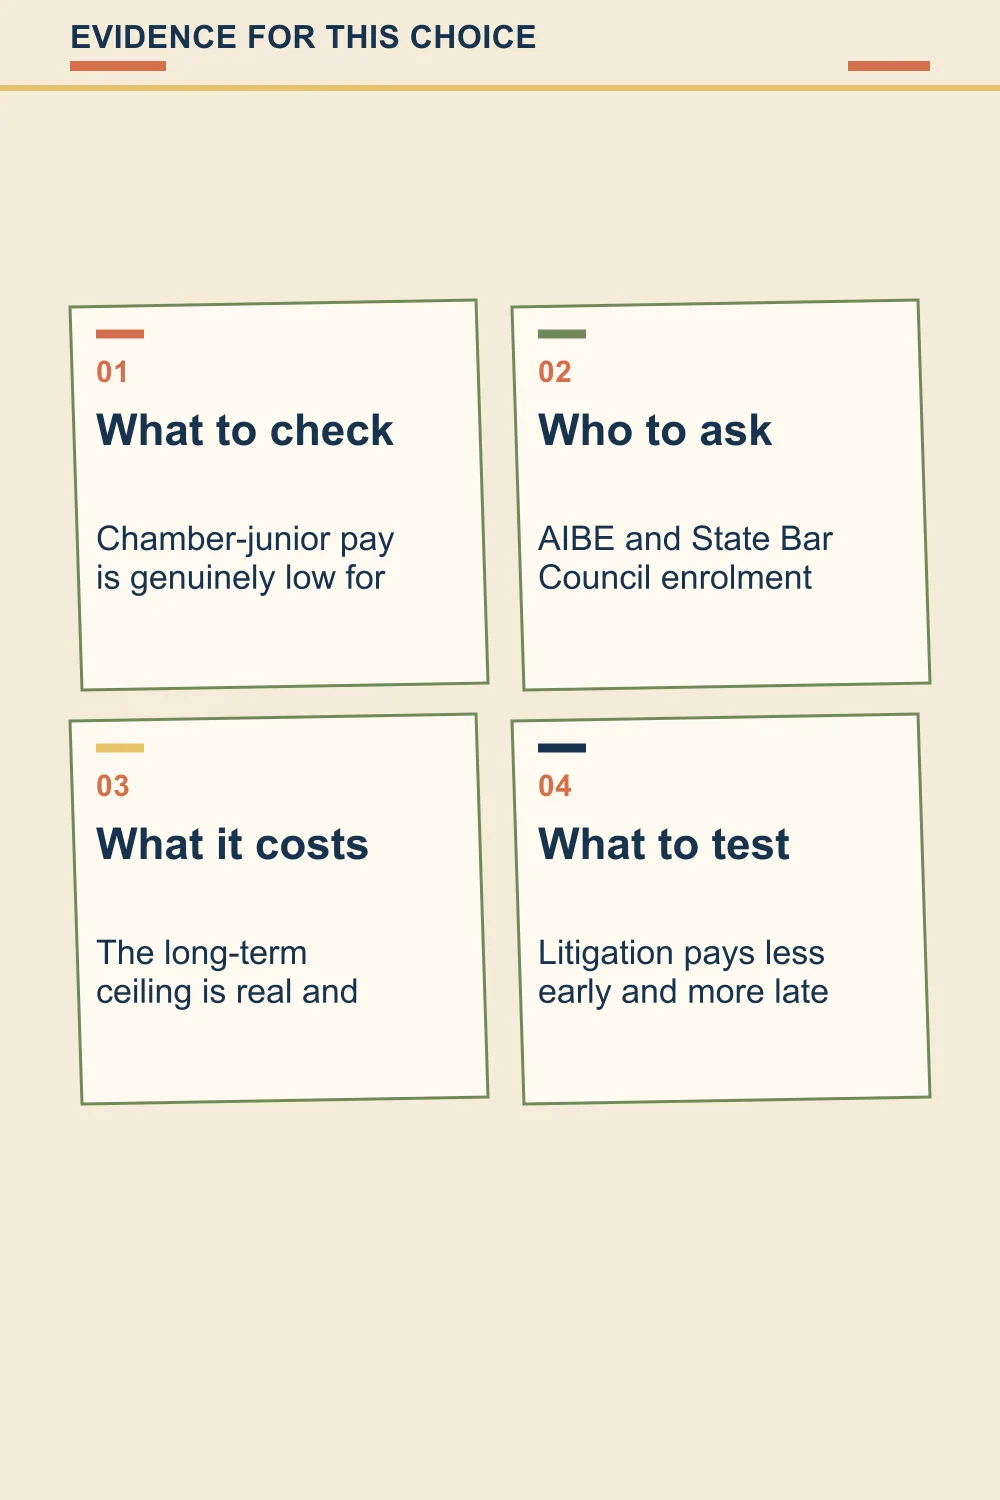 EVIDENCE FOR THIS CHOICE
01
What to check
Chamber-junior pay
is genuinely low for
02
Who to ask
AIBE and State Bar
Council enrolment
03
What it costs
The long-term
ceiling is real and
04
What to test
Litigation pays less
early and more late